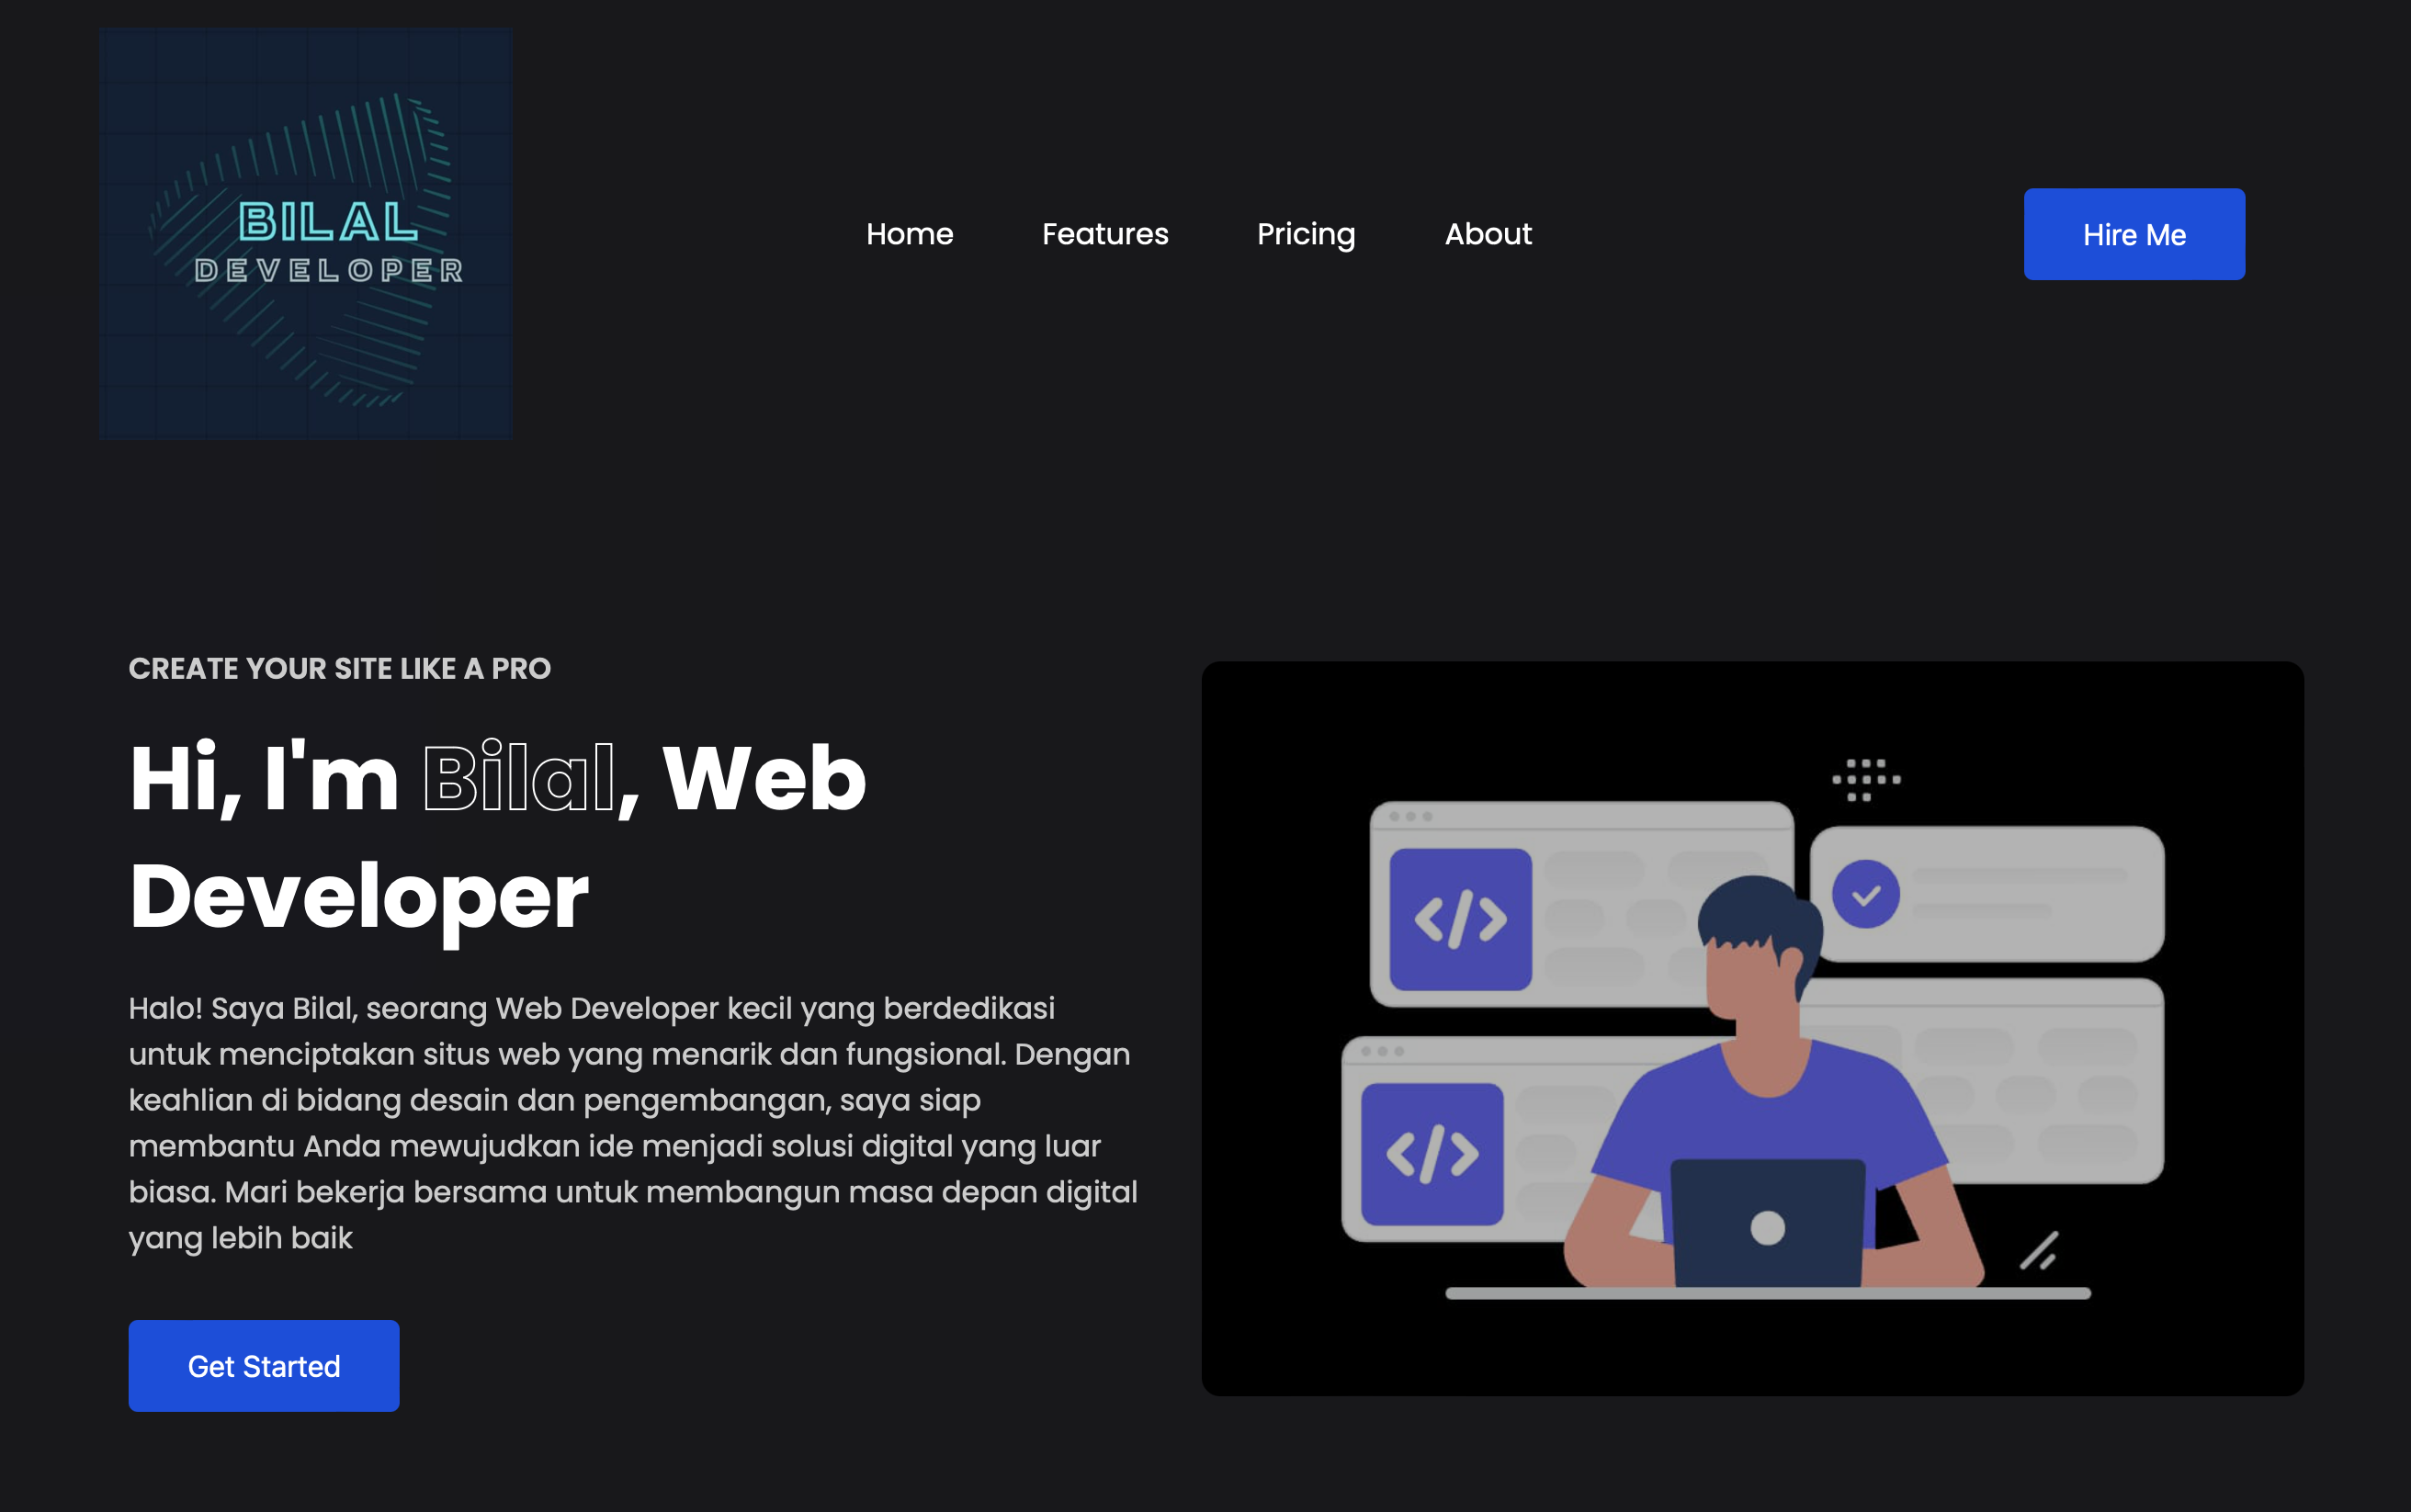 BILAL
DEVELOPER
Home
Features
Pricing
About
Hire Me
CREATE YOUR SITE LIKE A PRO
Hi, I'm Bilal, Web
Developer
Halo! Saya Bilal, seorang Web Developer kecil yang berdedikasi
untuk menciptakan situs web yang menarik dan fungsional. Dengan
keahlian di bidang desain dan pengembangan, saya siap
membantu Anda mewujudkan ide menjadi solusi digital yang luar
biasa. Mari bekerja bersama untuk membangun masa depan digital
yang lebih baik
</>
</>
Get Started